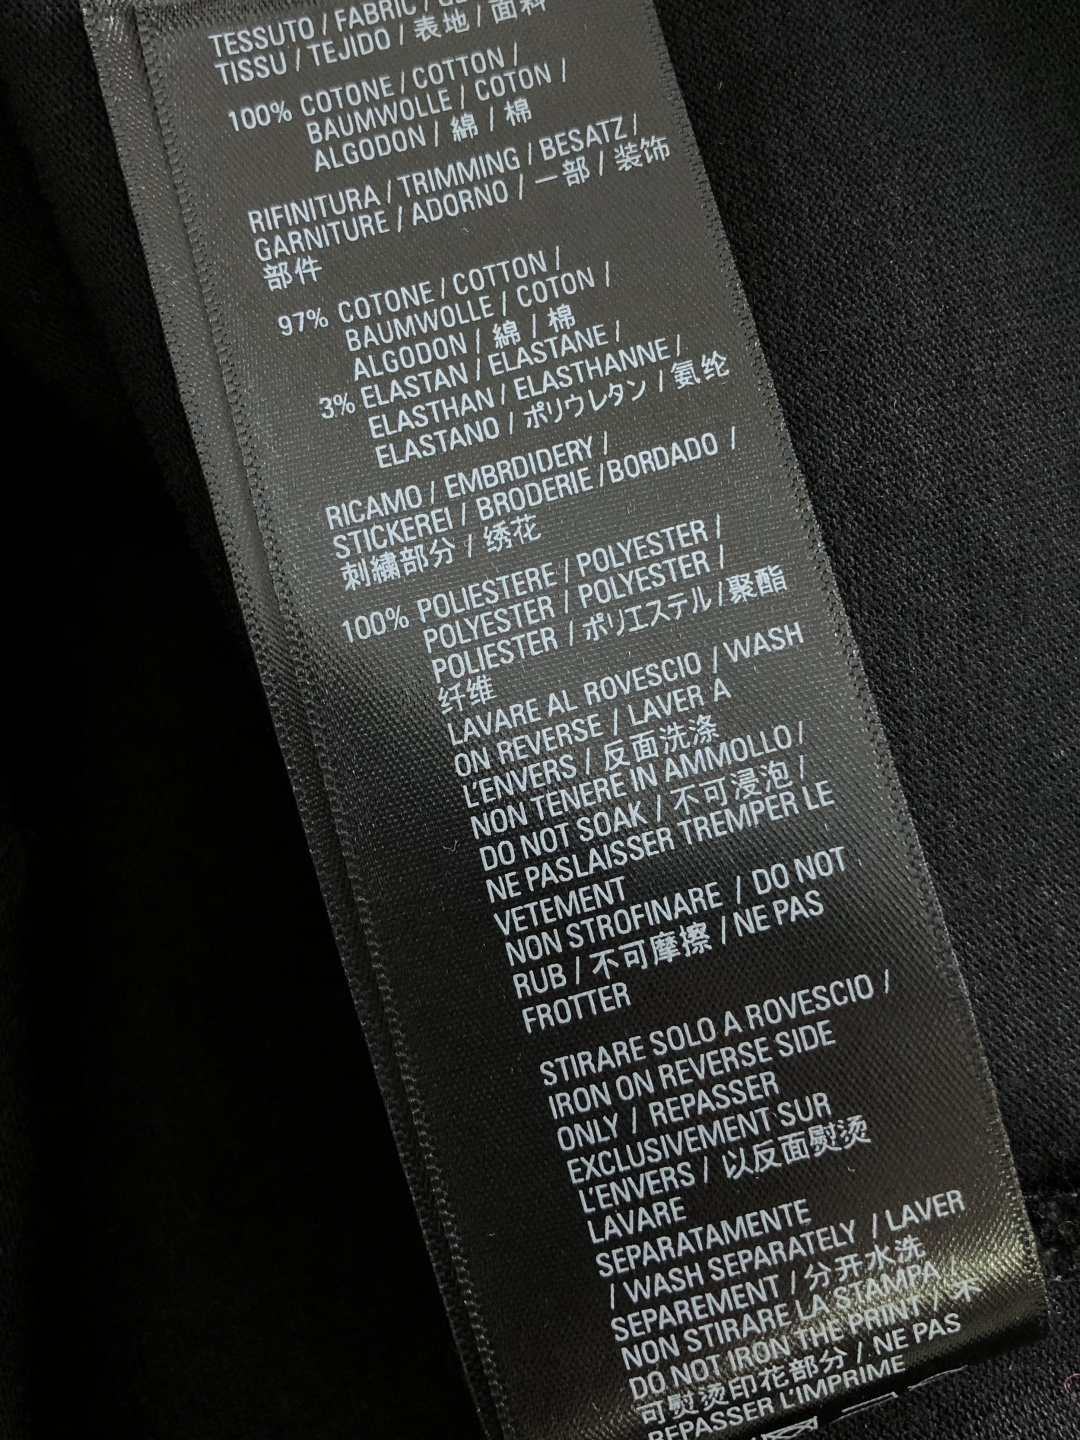 TESSUTO / FABRIC /
TISSU / TEJIDO / 表地 / 面料
100% COTONE / COTTON /
BAUMWOLLE / COTON /
ALGODON / 綿 / 棉
RIFINITURA / TRIMMING / BESATZ /
GARNITURE / ADORNO / 一部 / 装饰
部件
97% COTONE / COTTON /
BAUMWOLLE / COTON /
ALGODON / 綿 / 棉
3% ELASTAN / ELASTANE /
ELASTHAN / ELASTHANNE /
ELASTANO / ポリウレタン / 氨纶
RICAMO / EMBRDIDERY /
STICKEREI / BRODERIE /BORDADO /
刺繍部分 / 绣花
100% POLIESTERE / POLYESTER /
POLYESTER / POLYESTER /
POLIESTER / ポリエステル / 聚酯
纤维
LAVARE AL ROVESCIO / WASH
ON REVERSE / LAVER A
L'ENVERS / 反面洗涤
NON TENERE IN AMMOLLO /
DO NOT SOAK / 不可浸泡 /
NE PASLAISSER TREMPER LE
VETEMENT
NON STROFINARE / DO NOT
RUB / 不可摩擦 / NE PAS
FROTTER
STIRARE SOLO A ROVESCIO /
IRON ON REVERSE SIDE
ONLY / REPASSER
EXCLUSIVEMENT SUR
L'ENVERS / 以反面熨烫
LAVARE
SEPARATAMENTE
/ WASH SEPARATELY / LAVER
SEPAREMENT / 分开水洗
NON STIRARE LA STAMPA /
DO NOT IRON THE PRINT / 不
可熨烫印花部分 / NE PAS
REPASSER L'IMPRIME